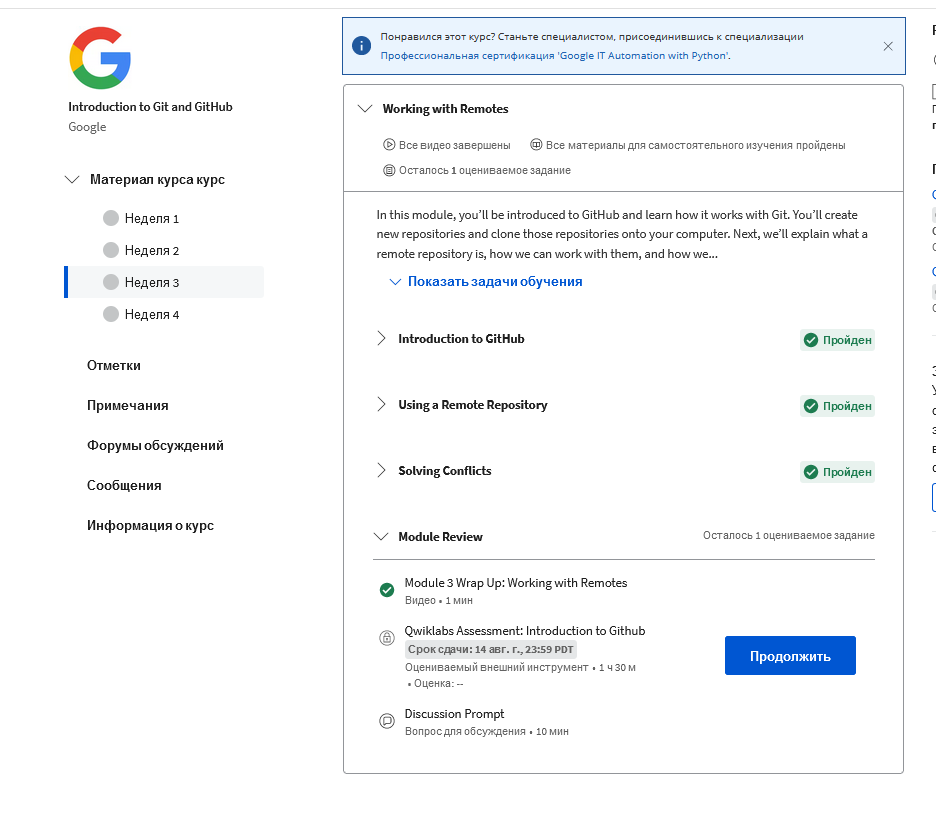 Introduction to Git and GitHub
Google
Материал курса курс
Неделя 1
Неделя 2
Неделя 3
Неделя 4
Отметки
Примечания
Форумы обсуждений
Сообщения
Информация о курс
Понравился этот курс? Станьте специалистом, присоединившись к специализации
Профессиональная сертификация 'Google IT Automation with Python'.
Working with Remotes
Все видео завершены
Все материалы для самостоятельного изучения пройдены
Осталось 1 оцениваемое задание
In this module, you'll be introduced to GitHub and learn how it works with Git. You'll create
new repositories and clone those repositories onto your computer. Next, we'll explain what a
remote repository is, how we can work with them, and how we...
Показать задачи обучения
Introduction to GitHub
Пройден
Using a Remote Repository
Пройден
Solving Conflicts
Пройден
Module Review
Осталось 1 оцениваемое задание
Module 3 Wrap Up: Working with Remotes
Видео • 1 мин
Qwiklabs Assessment: Introduction to Github
Срок сдачи: 14 авг. г., 23:59 PDT
Оцениваемый внешний инструмент • 1 ч 30 м
• Оценка: --
Продолжить
Discussion Prompt
Вопрос для обсуждения • 10 мин